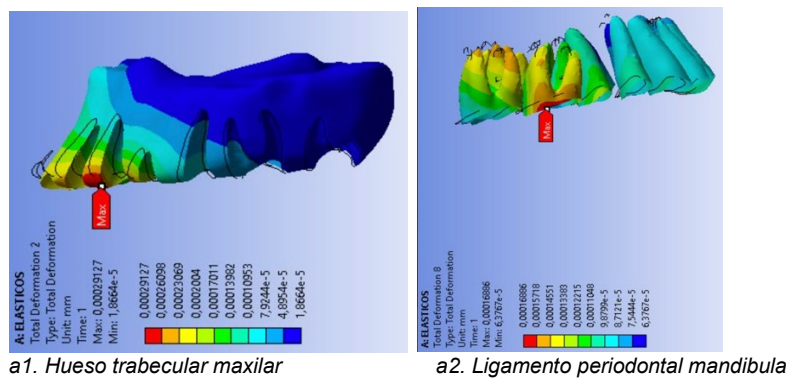 A: ELASTICOS
Total Deformation 2
Type: Total Deformation
Unit: mm
Time: 1
Max: 0,00029127
Min: 1,8664e-5
0,00029127
0,00026098
0,00023069
0,0002004
0,00017011
0,00013982
0,00010953
7,9244e-5
4,8954e-5
1,8664e-5
Max
a1. Hueso trabecular maxilar
A: ELASTICOS
Total Deformation 8
Type: Total Deformation
Unit: mm
Time: 1
Max: 0,00016886
Min: 6,3767e-5
0,00016886
0,00015718
0,00014551
0,00013383
0,00012215
0,00011048
9,8799e-5
8,7121e-5
7,5444e-5
6,3767e-5
Max
a2. Ligamento periodontal mandibula